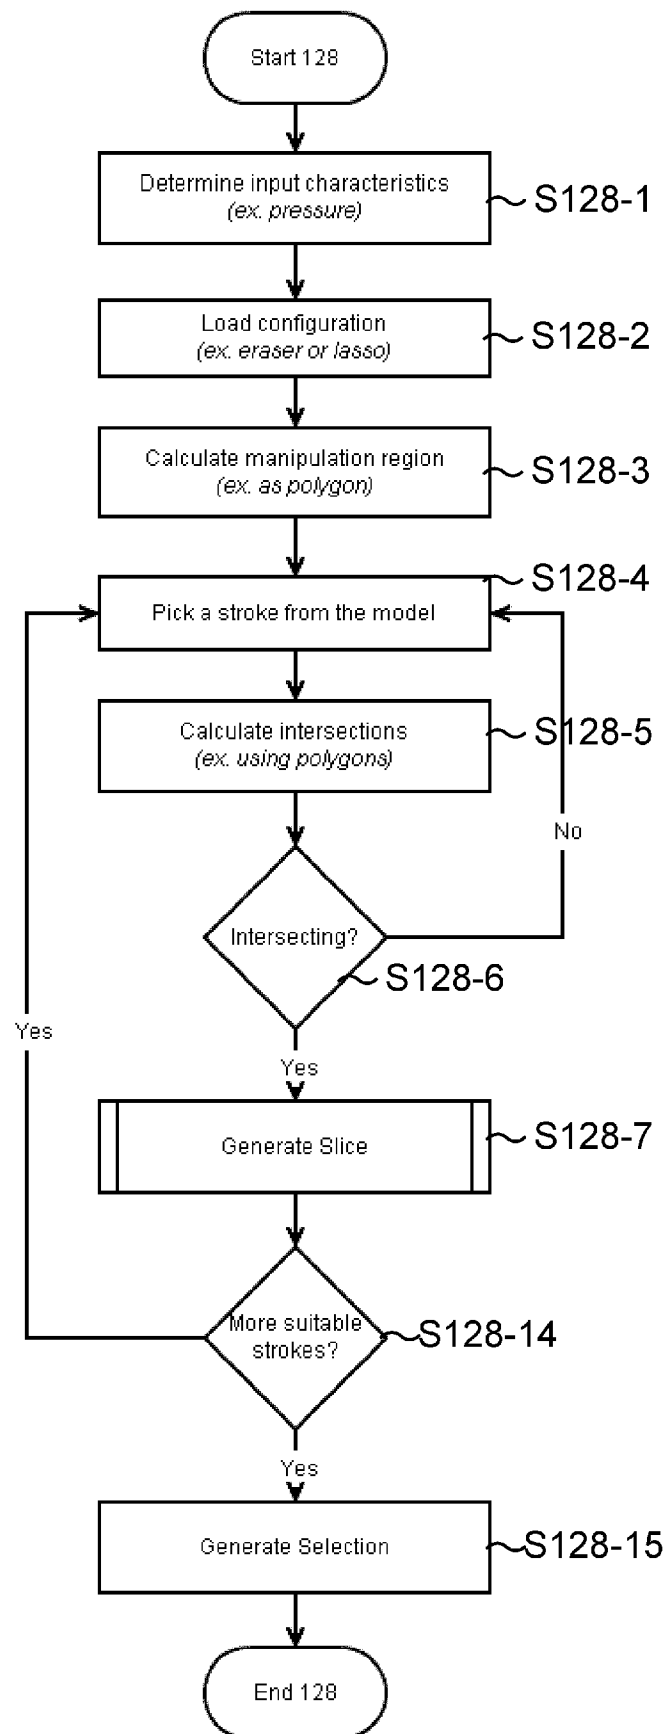 Start 128
Determine input characteristics
(ex. pressure)
S128-1
Load configuration
(ex. eraser or lasso)
S128-2
Calculate manipulation region
(ex. as polygon)
S128-3
S128-4
Pick a stroke from the model
Calculate intersections
(ex. using polygons)
S128-5
No
Intersecting?
S128-6
Yes
Yes
Generate Slice
S128-7
More suitable
strokes?
S128-14
Yes
Generate Selection
S128-15
End 128